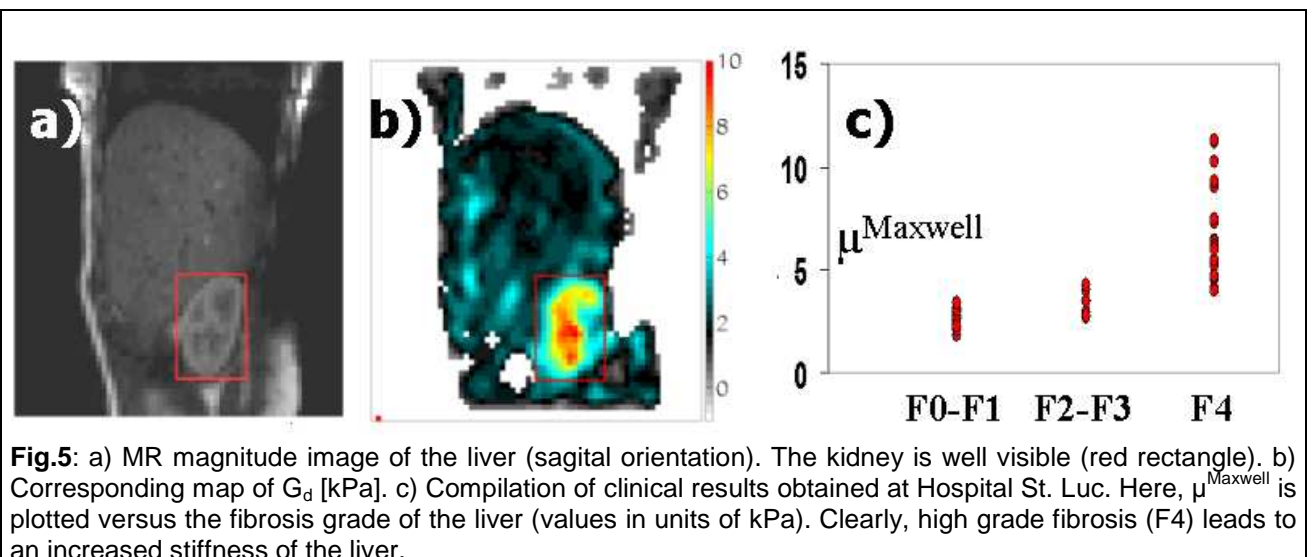 a)
b)
10
8
6
4
2
0
c)
15
10
5
0
μMaxwell
F0-F1 F2-F3 F4
Fig.5: a) MR magnitude image of the liver (sagital orientation). The kidney is well visible (red rectangle). b)
Corresponding map of Gd [kPa]. c) Compilation of clinical results obtained at Hospital St. Luc. Here, μMaxwell is
plotted versus the fibrosis grade of the liver (values in units of kPa). Clearly, high grade fibrosis (F4) leads to
an increased stiffness of the liver.